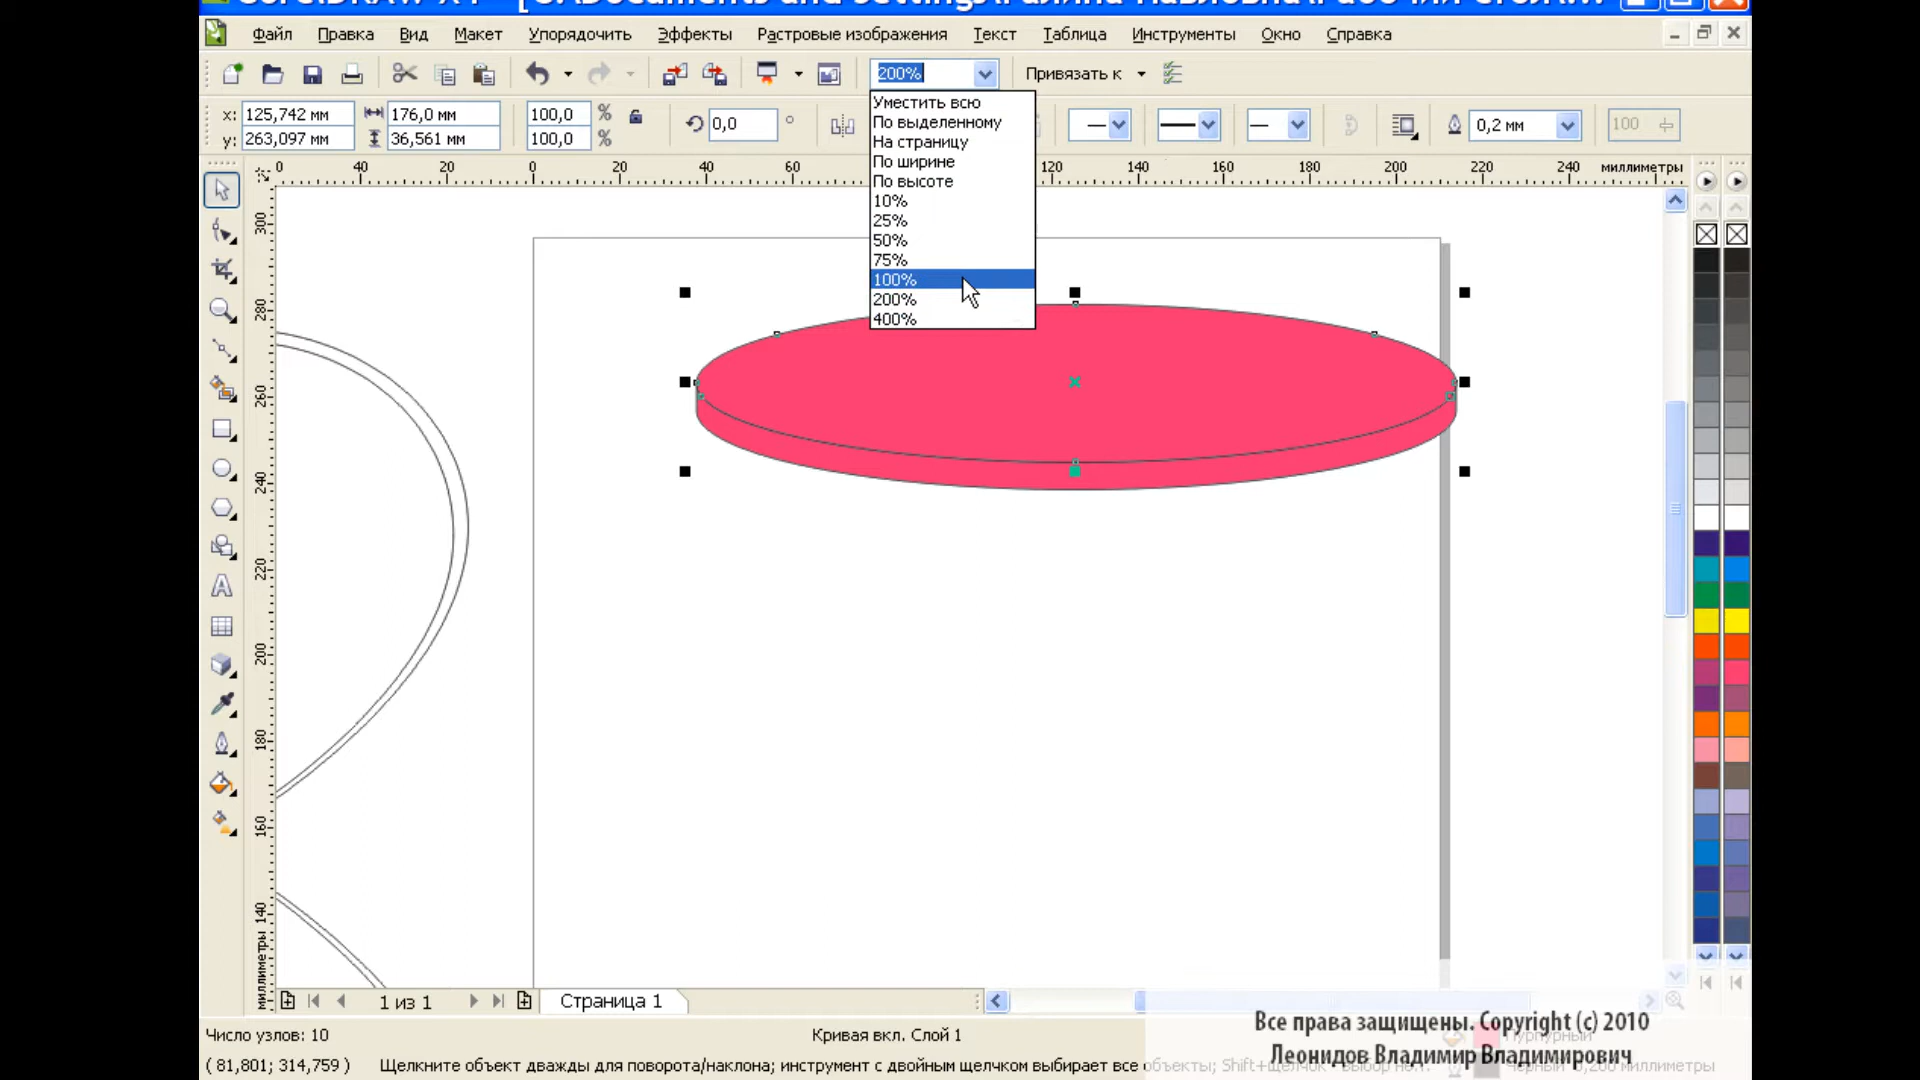 Файл Правка Вид Макет Упорядочить Эффекты Растровые изображения Текст Таблица Инструменты Окно Справка
200% Привязать к
x: 125,742 мм 176,0 мм 100,0 % 0,0 ° 0,2 мм 100
y: 263,097 мм 36,561 мм 100,0 %
Уместить всю
По выделенному
На страницу
По ширине
По высоте
10%
25%
50%
75%
100%
200%
400%
0 20 0 20 40 60 120 140 160 180 200 220 240 миллиметры
300
280
260
240
220
200
180
160
140
миллиметры
1 из 1 Страница 1
Число узлов: 10 Кривая вкл. Слой 1
( 81,801; 314,759 ) Щелкните объект дважды для поворота/наклона; инструмент с двойным щелчком выбирает все объекты; Shift+щелчок
Все права защищены. Copyright (c) 2010
Леонидов Владимир Владимирович